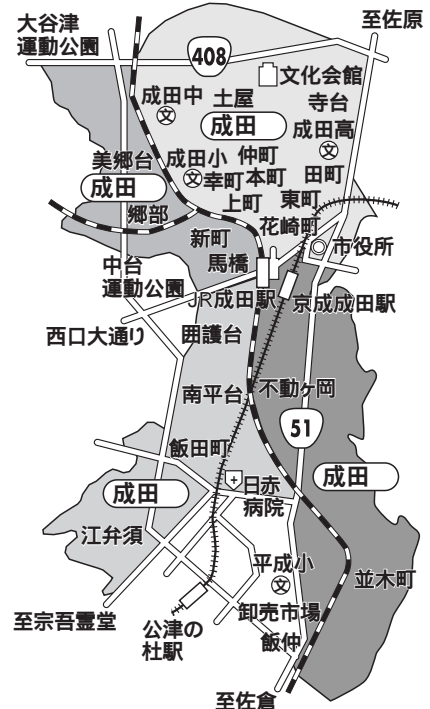 大谷津
運動公園
至佐原
408
文化会館
成田中
土屋
寺台
成田
成田高
美郷台
成田小
仲町
成田
幸町
本町
田町
郷部
上町
東町
新町
花崎町
市役所
馬橋
中台
運動公園
JR成田駅
京成成田駅
西口大通り
囲護台
南平台
不動ヶ岡
51
飯田町
成田
成田
日赤
病院
江弁須
平成小
並木町
卸売市場
至宗吾霊堂
公津の
杜駅
飯仲
至佐倉
文
文
文
文